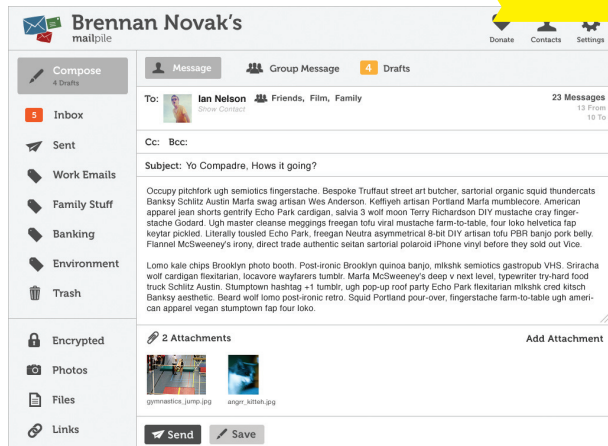 Brennan Novak's
mailpile
Donate
Contacts
Settings
Compose
4 Drafts
5 Inbox
Sent
Work Emails
Family Stuff
Banking
Environment
Trash
Encrypted
Photos
Files
Links
Message
Group Message
4 Drafts
To: Ian Nelson Friends, Film, Family
Show Contact
23 Messages
13 From
10 To
Cc: Bcc:
Subject: Yo Compadre, Hows it going?
Occupy pitchfork ugh semiotics fingerstache. Bespoke Truffaut street art butcher, sartorial organic squid thundercats
Banksy Schlitz Austin Marfa swag artisan Wes Anderson. Keffiyeh artisan Portland Marfa mumblecore. American
apparel jean shorts gentrify Echo Park cardigan, salvia 3 wolf moon Terry Richardson DIY mustache cray finger-
stache Godard. Ugh master cleanse meggings freegan tofu viral mustache farm-to-table, four loko helvetica fap
keytar pickled. Literally tousled Echo Park, freegan Neutra asymmetrical 8-bit DIY artisan tofu PBR banjo pork belly.
Flannel McSweeney's irony, direct trade authentic seitan sartorial polaroid iPhone vinyl before they sold out Vice.
Lomo kale chips Brooklyn photo booth. Post-ironic Brooklyn quinoa banjo, mlkshk semiotics gastropub VHS. Sriracha
wolf cardigan flexitarian, locavore wayfarers tumblr. Marfa McSweeney's deep v next level, typewriter try-hard food
truck Schlitz Austin. Stumptown hashtag +1 tumblr, ugh pop-up roof party Echo Park flexitarian mlkshk cred kitsch
Banksy aesthetic. Beard wolf lomo post-ironic retro. Squid Portland pour-over, fingerstache farm-to-table ugh ameri-
can apparel vegan stumptown fap four loko.
2 Attachments
Add Attachment
gymnastics_jump.jpg
angrr_kitteh.jpg
Send
Save